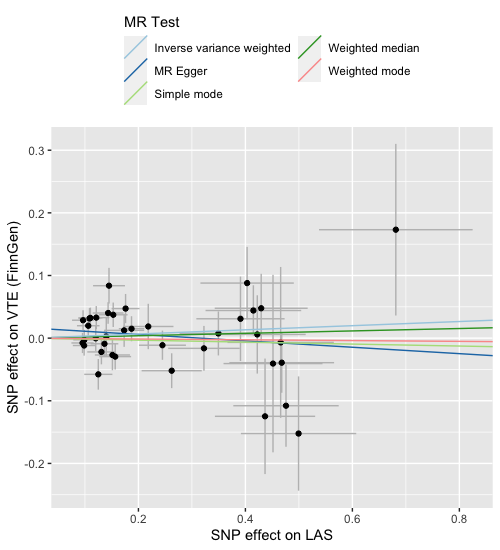 MR Test
Inverse variance weighted
Weighted median
MR Egger
Weighted mode
Simple mode
0.3
0.2
0.1
0.0
-0.1
-0.2
SNP effect on VTE (FinnGen)
0.2
0.4
0.6
0.8
SNP effect on LAS